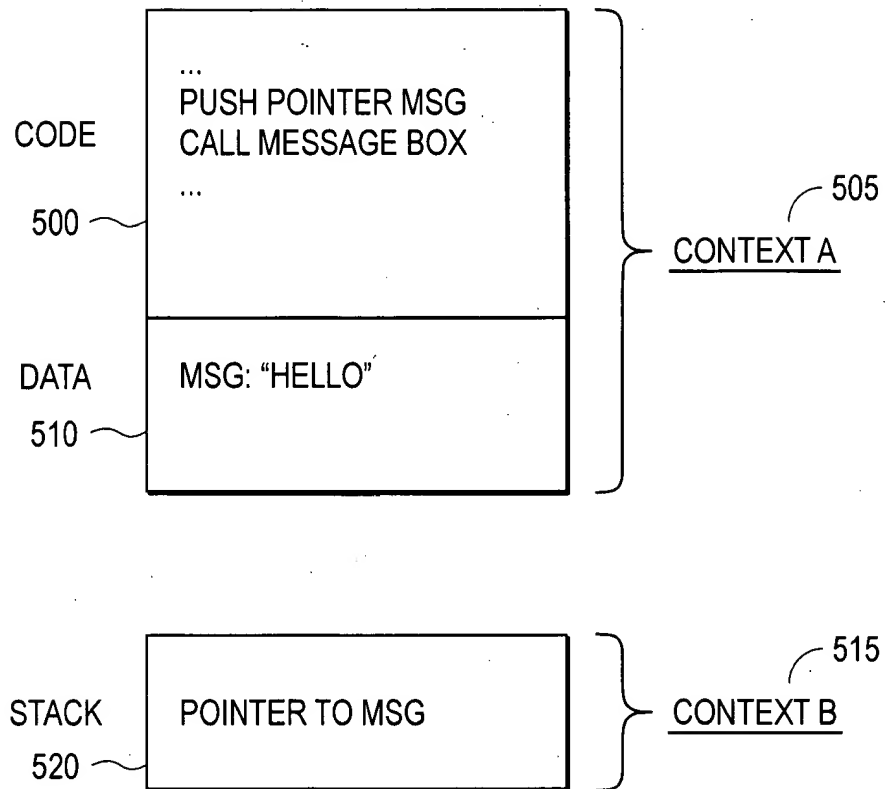 ...
PUSH POINTER MSG
CODE
CALL MESSAGE BOX
...
500
505
CONTEXT A
DATA
MSG: “HELLO”
510
515
STACK
POINTER TO MSG
CONTEXT B
520